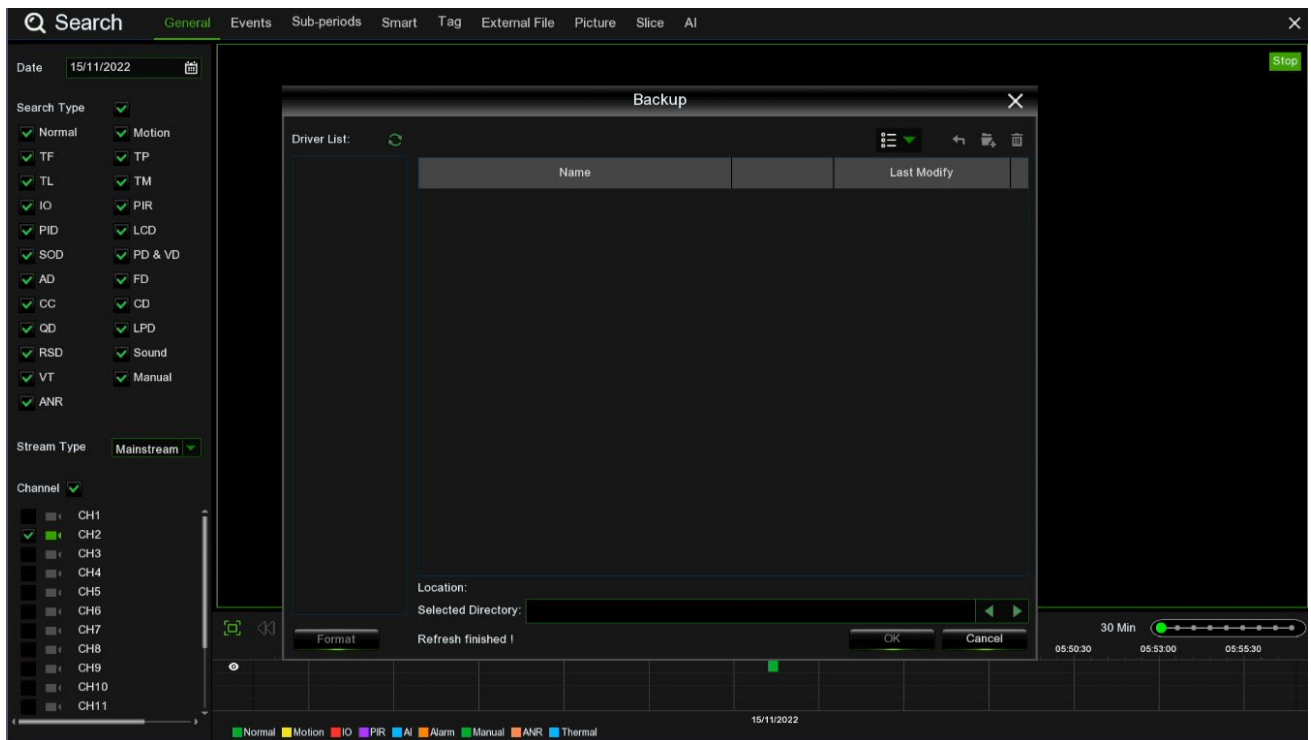 Search General Events Sub-periods Smart Tag External File Picture Slice AI
Date 15/11/2022
Stop
Search Type
Normal Motion
TF TP
TL TM
IO PIR
PID LCD
SOD PD & VD
AD FD
CC CD
QD LPD
RSD Sound
VT Manual
ANR
Stream Type Mainstream
Channel
CH1
CH2
CH3
CH4
CH5
CH6
CH7
CH8
CH9
CH10
CH11
Backup
Driver List:
Name Last Modify
Location:
Selected Directory:
Format Refresh finished ! OK Cancel
30 Min
05:50:30 05:53:00 05:55:30
15/11/2022
Normal Motion IO PIR AI Alarm Manual ANR Thermal